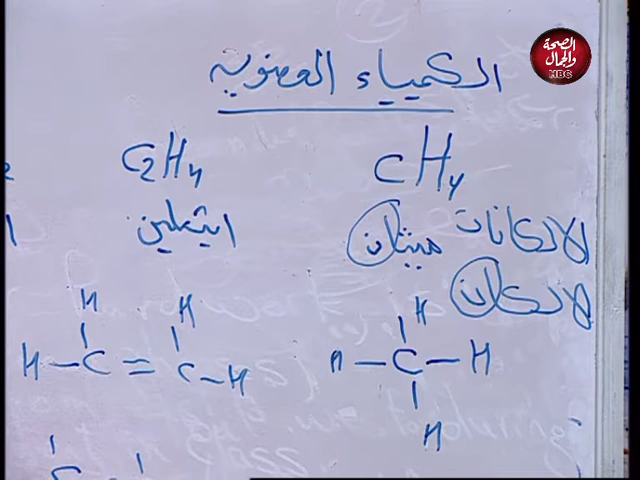 الصحة
والجمال
HBC
الكيمياء العضوية
CH4
C2H4
الالكانات ميثان
ايثيلين
الالكان
H
H
H
H
H – C – H
H – C = C – H
H